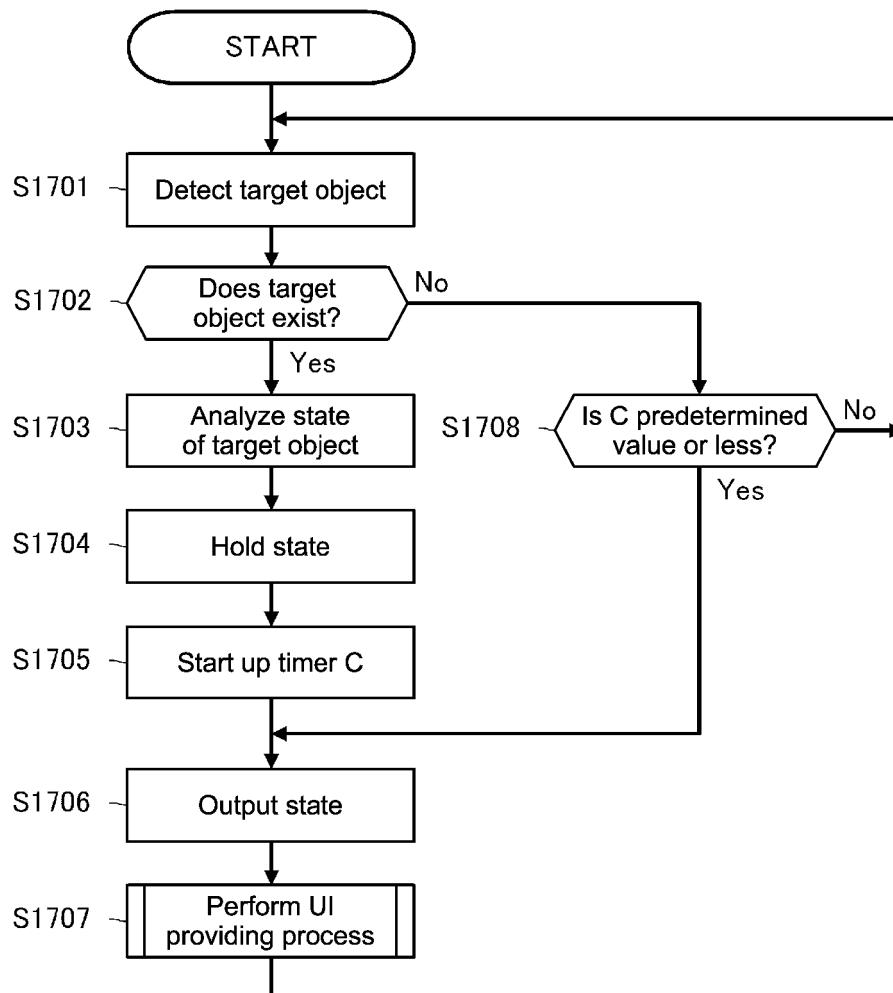 START
S1701
Detect target object
S1702
Does target
object exist?
No
Yes
S1703
Analyze state
of target object
S1708
Is C predetermined
value or less?
No
Yes
S1704
Hold state
S1705
Start up timer C
S1706
Output state
S1707
Perform UI
providing process